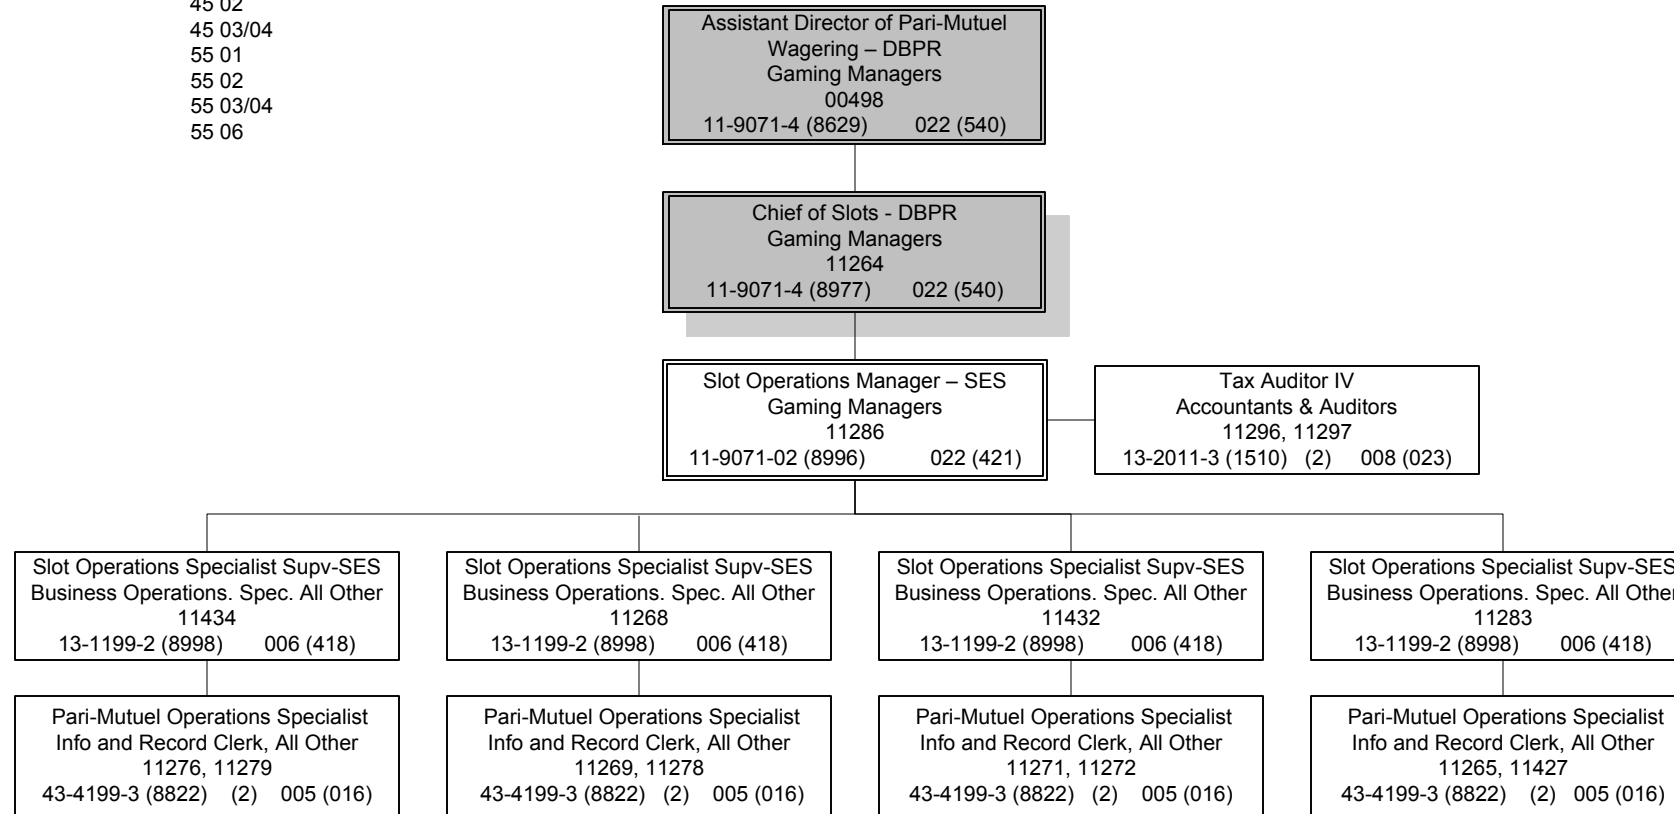 45 02
45 03/04
55 01
55 02
55 03/04
55 06
Assistant Director of Pari-Mutuel
Wagering – DBPR
Gaming Managers
00498
11-9071-4 (8629) 022 (540)
Chief of Slots - DBPR
Gaming Managers
11264
11-9071-4 (8977) 022 (540)
Slot Operations Manager – SES
Gaming Managers
11286
11-9071-02 (8996) 022 (421)
Tax Auditor IV
Accountants & Auditors
11296, 11297
13-2011-3 (1510) (2) 008 (023)
Slot Operations Specialist Supv-SES
Business Operations. Spec. All Other
11434
13-1199-2 (8998) 006 (418)
Slot Operations Specialist Supv-SES
Business Operations. Spec. All Other
11268
13-1199-2 (8998) 006 (418)
Slot Operations Specialist Supv-SES
Business Operations. Spec. All Other
11432
13-1199-2 (8998) 006 (418)
Slot Operations Specialist Supv-SES
Business Operations. Spec. All Other
11283
13-1199-2 (8998) 006 (418)
Pari-Mutuel Operations Specialist
Info and Record Clerk, All Other
11276, 11279
43-4199-3 (8822) (2) 005 (016)
Pari-Mutuel Operations Specialist
Info and Record Clerk, All Other
11269, 11278
43-4199-3 (8822) (2) 005 (016)
Pari-Mutuel Operations Specialist
Info and Record Clerk, All Other
11271, 11272
43-4199-3 (8822) (2) 005 (016)
Pari-Mutuel Operations Specialist
Info and Record Clerk, All Other
11265, 11427
43-4199-3 (8822) (2) 005 (016)